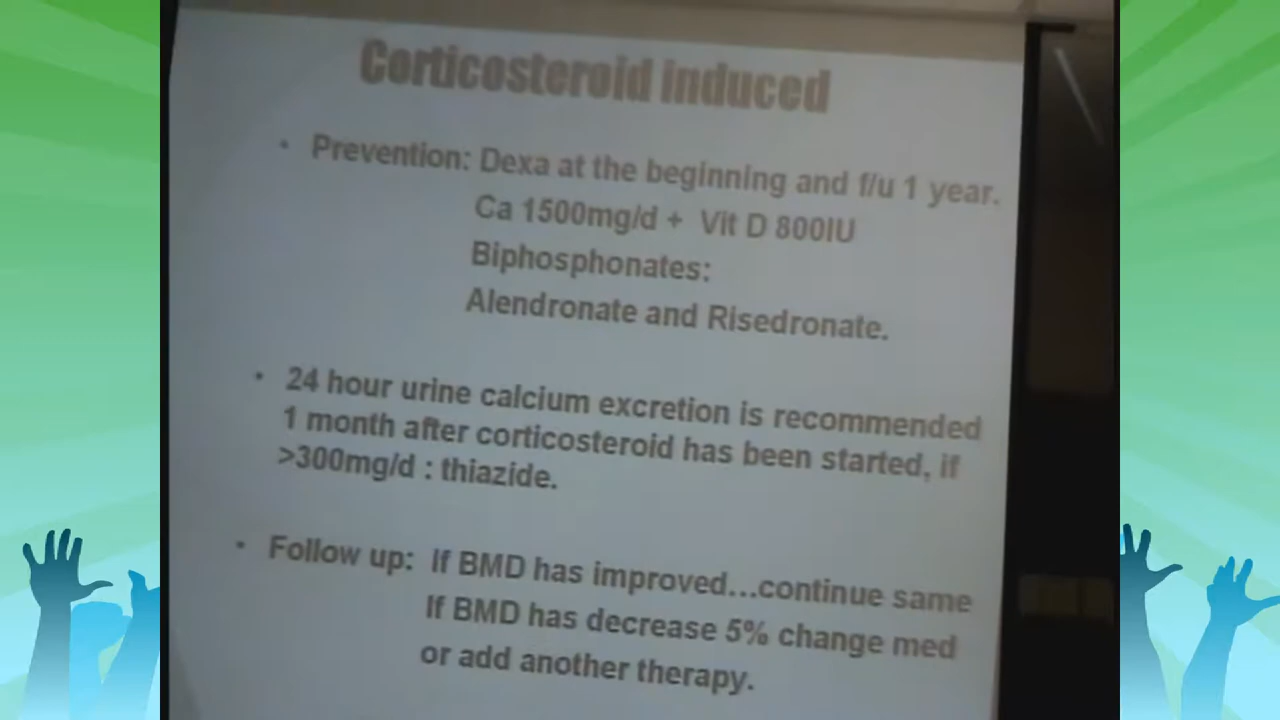 Corticosteroid induced
• Prevention: Dexa at the beginning and f/u 1 year.
Ca 1500mg/d + Vit D 800IU
Biphosphonates:
Alendronate and Risedronate.
• 24 hour urine calcium excretion is recommended
1 month after corticosteroid has been started, if
>300mg/d : thiazide.
• Follow up: If BMD has improved...continue same
If BMD has decrease 5% change med
or add another therapy.